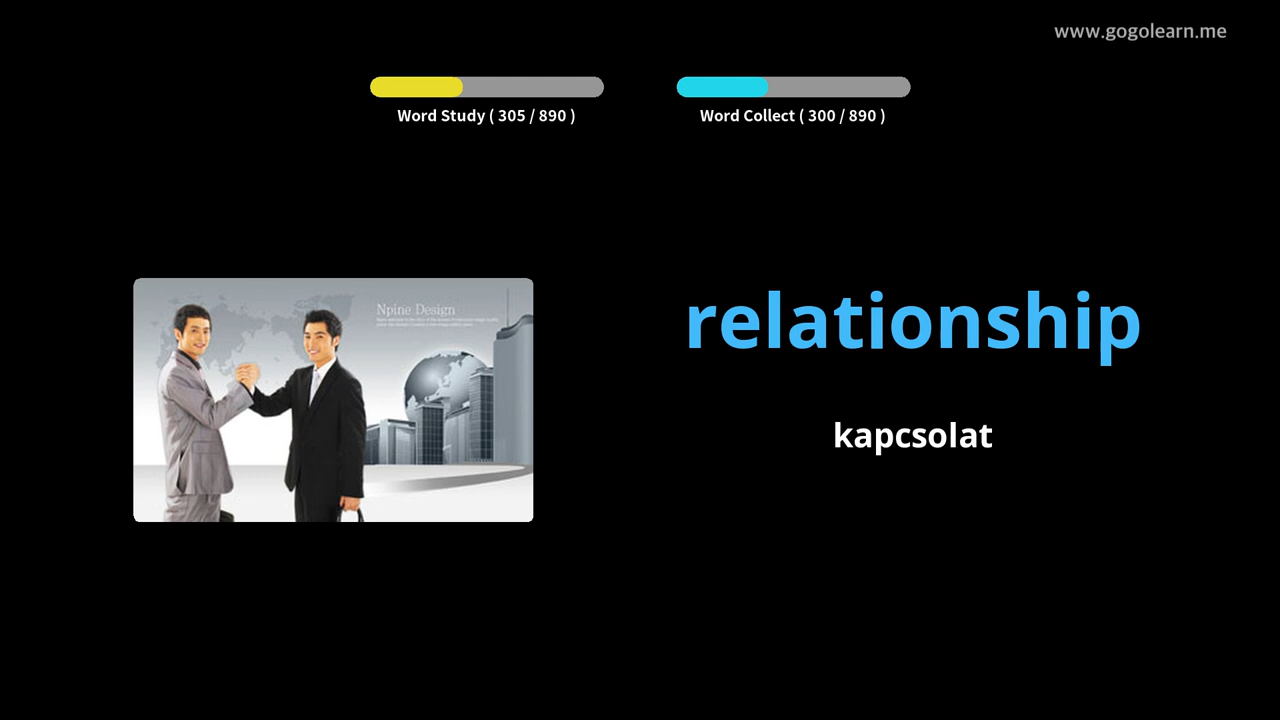 www.gogolearn.me
Word Study ( 305 / 890 )
Word Collect ( 300 / 890 )
Npine Design
relationship
kapcsolat